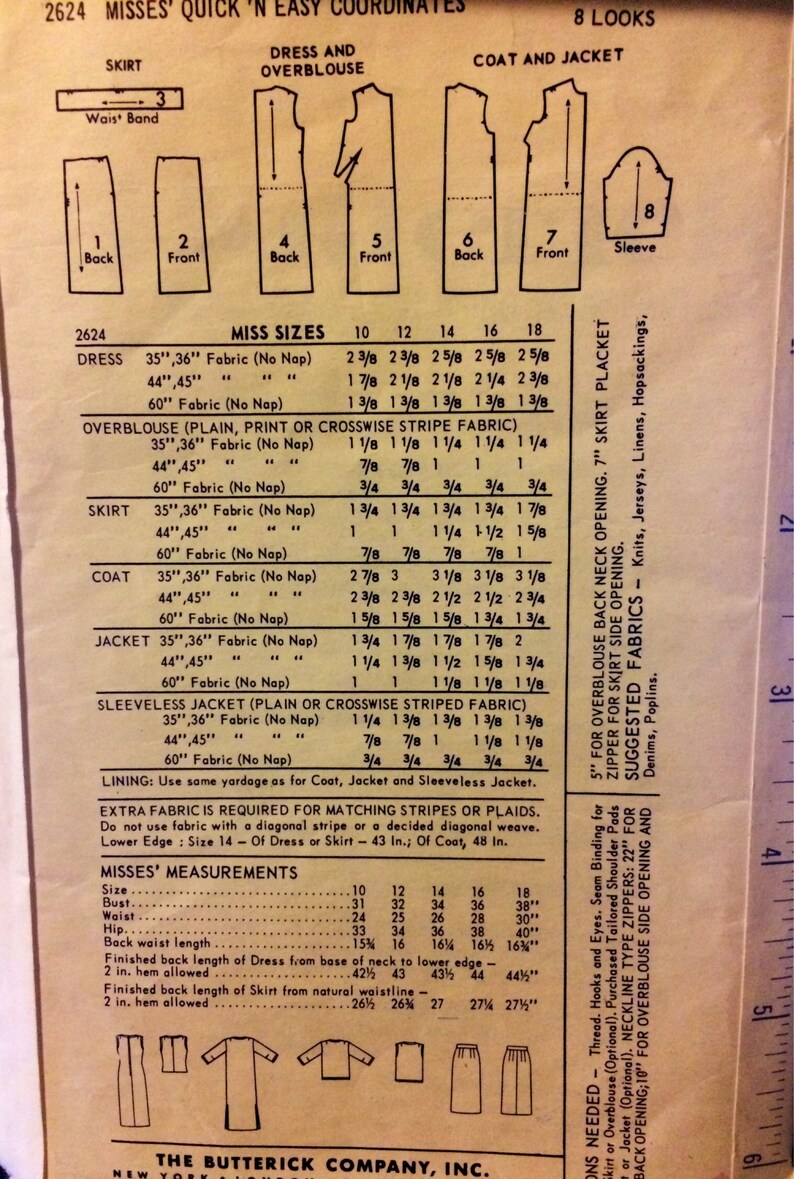 2624 MISSES' QUICK 'N EASY COORDINATES
8 LOOKS
SKIRT
DRESS AND
OVERBLOUSE
COAT AND JACKET
3
Waist Band
1
Back
2
Front
4
Back
5
Front
6
Back
7
Front
8
Sleeve
2624 MISS SIZES 10 12 14 16 18
DRESS 35",36" Fabric (No Nap) 2 3/8 2 3/8 2 5/8 2 5/8 2 5/8
44",45" " " " 1 7/8 2 1/8 2 1/8 2 1/4 2 3/8
60" Fabric (No Nap) 1 3/8 1 3/8 1 3/8 1 3/8 1 3/8
OVERBLOUSE (PLAIN, PRINT OR CROSSWISE STRIPE FABRIC)
35",36" Fabric (No Nap) 1 1/8 1 1/8 1 1/4 1 1/4 1 1/4
44",45" " " " 7/8 7/8 1 1 1
60" Fabric (No Nap) 3/4 3/4 3/4 3/4 3/4
SKIRT 35",36" Fabric (No Nap) 1 3/4 1 3/4 1 3/4 1 3/4 1 7/8
44",45" " " " 1 1 1 1/4 1 1/2 1 5/8
60" Fabric (No Nap) 7/8 7/8 7/8 7/8 1
COAT 35",36" Fabric (No Nap) 2 7/8 3 3 1/8 3 1/8 3 1/8
44",45" " " " 2 3/8 2 3/8 2 1/2 2 1/2 2 3/4
60" Fabric (No Nap) 1 5/8 1 5/8 1 5/8 1 3/4 1 3/4
JACKET 35",36" Fabric (No Nap) 1 3/4 1 7/8 1 7/8 1 7/8 2
44",45" " " " 1 1/4 1 3/8 1 1/2 1 5/8 1 3/4
60" Fabric (No Nap) 1 1 1 1/8 1 1/8 1 1/8
SLEEVELESS JACKET (PLAIN OR CROSSWISE STRIPED FABRIC)
35",36" Fabric (No Nap) 1 1/4 1 3/8 1 3/8 1 3/8 1 3/8
44",45" " " " 7/8 7/8 1 1 1/8 1 1/8
60" Fabric (No Nap) 3/4 3/4 3/4 3/4 3/4
LINING: Use same yardage as for Coat, Jacket and Sleeveless Jacket.
EXTRA FABRIC IS REQUIRED FOR MATCHING STRIPES OR PLAIDS.
Do not use fabric with a diagonal stripe or a decided diagonal weave.
Lower Edge : Size 14 – Of Dress or Skirt – 43 In.; Of Coat, 48 In.
MISSES' MEASUREMENTS
Size 10 12 14 16 18
Bust 31 32 34 36 38"
Waist 24 25 26 28 30"
Hip 33 34 36 38 40"
Back waist length 15¾ 16 16¼ 16½ 16¾"
Finished back length of Dress from base of neck to lower edge –
2 in. hem allowed 42½ 43 43½ 44 44½"
Finished back length of Skirt from natural waistline –
2 in. hem allowed 26½ 26¾ 27 27¼ 27½"
THE BUTTERICK COMPANY, INC.
NEW YORK
5" FOR OVERBLOUSE BACK NECK OPENING. 7" SKIRT PLACKET
ZIPPER FOR SKIRT SIDE OPENING.
SUGGESTED FABRICS – Knits, Jerseys, Linens, Hopsackings,
Denims, Poplins.
ONS NEEDED – Thread. Hooks and Eyes. Seam Binding for
Skirt or Overblouse (Optional). Purchased Tailored Shoulder Pads
t or Jacket (Optional). NECKLINE TYPE ZIPPERS: 22" FOR
BACK OPENING; 10" FOR OVERBLOUSE SIDE OPENING AND
2
3
4
5
6